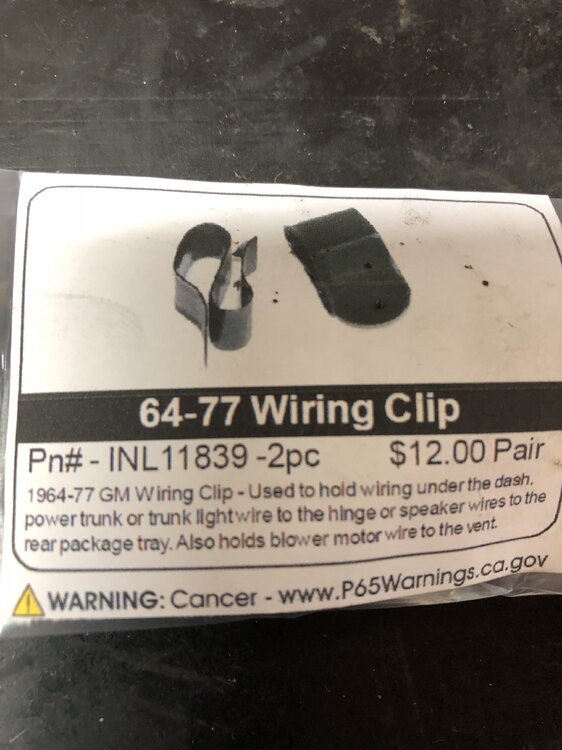 64-77 Wiring Clip
Pn# - INL11839 -2pc $12.00 Pair
1964-77 GM Wiring Clip - Used to hold wiring under the dash,
power trunk or trunk light wire to the hinge or speaker wires to the
rear package tray. Also holds blower motor wire to the vent.
WARNING: Cancer - www.P65Warnings.ca.gov